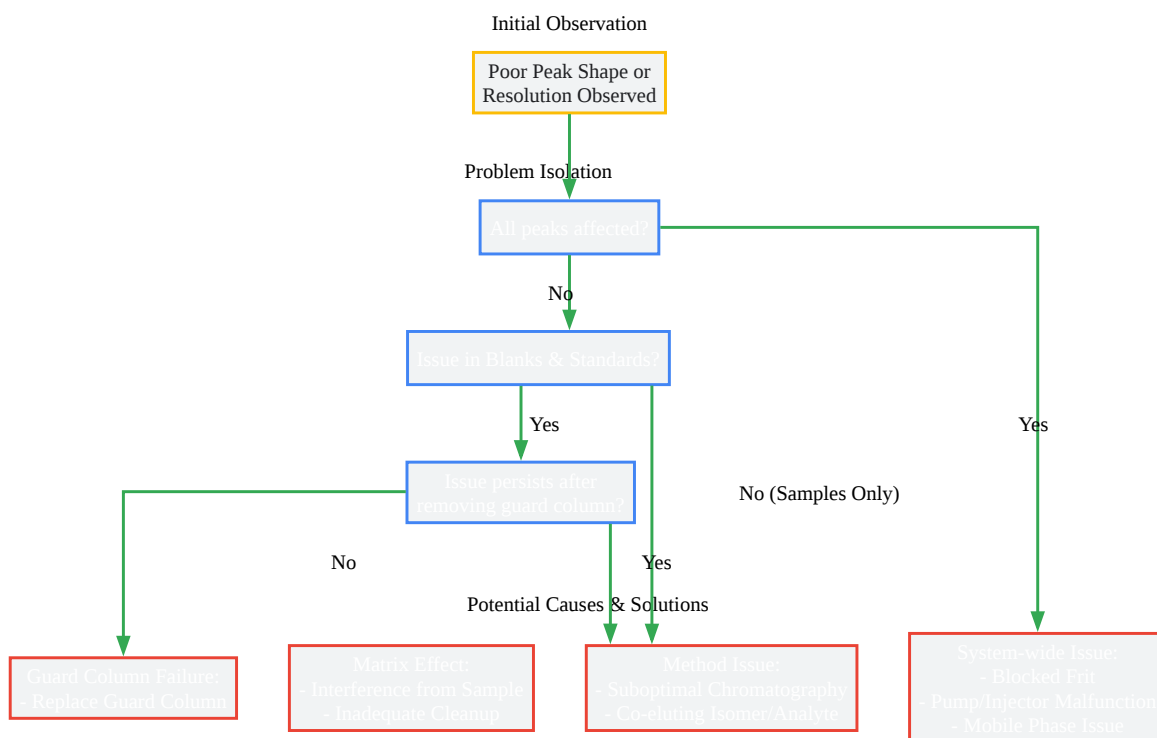 Initial Observation
Poor Peak Shape or
Resolution Observed
Problem Isolation
All peaks affected?
No
Issue in Blanks & Standards?
Yes
Yes
Issue persists after
removing guard column?
No (Samples Only)
No
Yes
Potential Causes & Solutions
Guard Column Failure:
- Replace Guard Column
Matrix Effect:
- Interference from Sample
- Inadequate Cleanup
Method Issue:
- Suboptimal Chromatography
- Co-eluting Isomer/Analyte
System-wide Issue:
- Blocked Frit
- Pump/Injector Malfunction
- Mobile Phase Issue